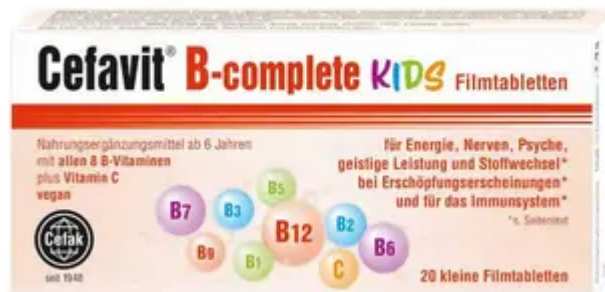 Cefavit® B-complete KIDS Filmtabletten
Nahrungsergänzungsmittel ab 6 Jahren
mit allen 8 B-Vitaminen
plus Vitamin C
vegan
für Energie, Nerven, Psyche,
geistige Leistung und Stoffwechsel*
bei Erschöpfungserscheinungen*
und für das Immunsystem*
*s. Seitentext
B5
B7
B3
B12
B2
B6
B9
B1
C
Cefak
seit 1948
20 kleine Filmtabletten